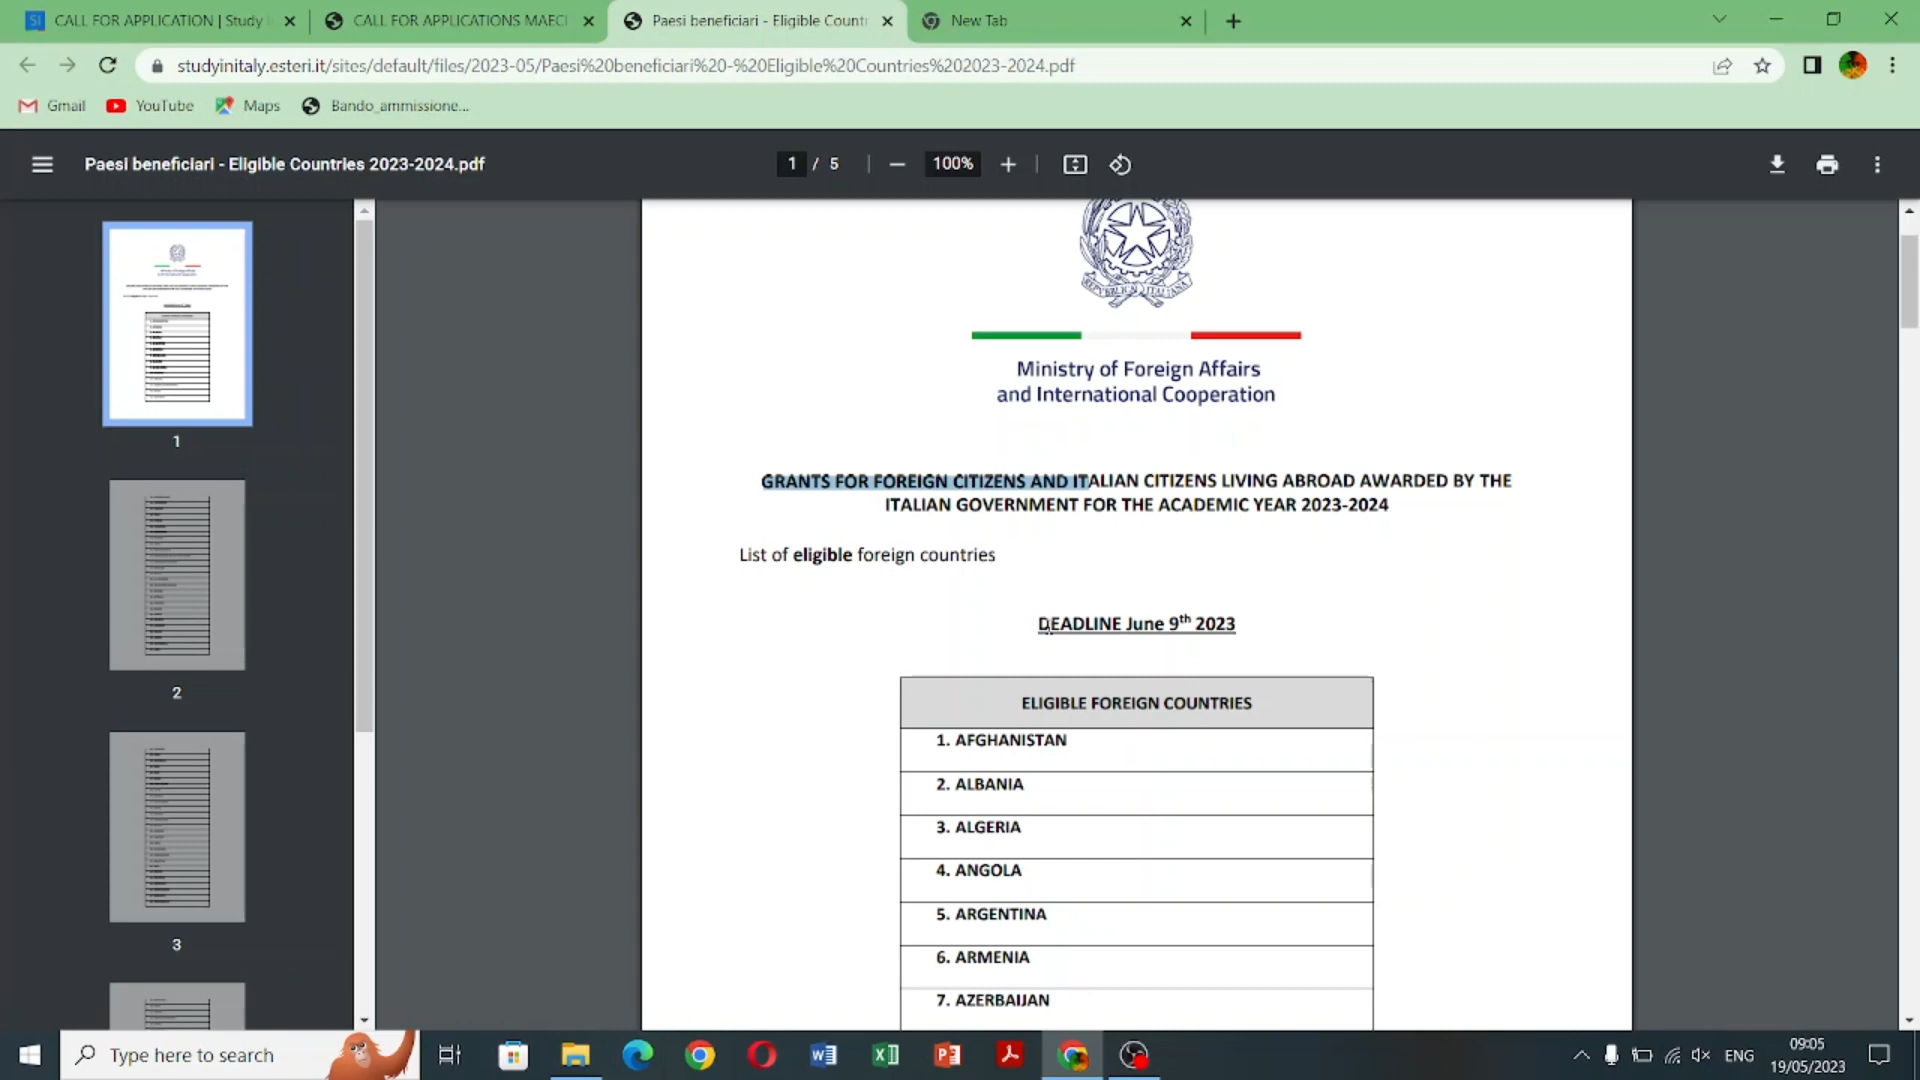 CALL FOR APPLICATION | Study
CALL FOR APPLICATIONS MAECI
Paesi beneficiari - Eligible Countr
New Tab
studyinitaly.esteri.it/sites/default/files/2023-05/Paesi%20beneficiari%20-%20Eligible%20Countries%202023-2024.pdf
Gmail
YouTube
Maps
Bando_ammissione...
Paesi beneficiari - Eligible Countries 2023-2024.pdf
1 / 5
100%
1
2
3
REPVBBLICA ITALIANA
Ministry of Foreign Affairs
and International Cooperation
GRANTS FOR FOREIGN CITIZENS AND ITALIAN CITIZENS LIVING ABROAD AWARDED BY THE
ITALIAN GOVERNMENT FOR THE ACADEMIC YEAR 2023-2024
List of eligible foreign countries
DEADLINE June 9th 2023
ELIGIBLE FOREIGN COUNTRIES
1. AFGHANISTAN
2. ALBANIA
3. ALGERIA
4. ANGOLA
5. ARGENTINA
6. ARMENIA
7. AZERBAIJAN
Type here to search
ENG
09:05
19/05/2023